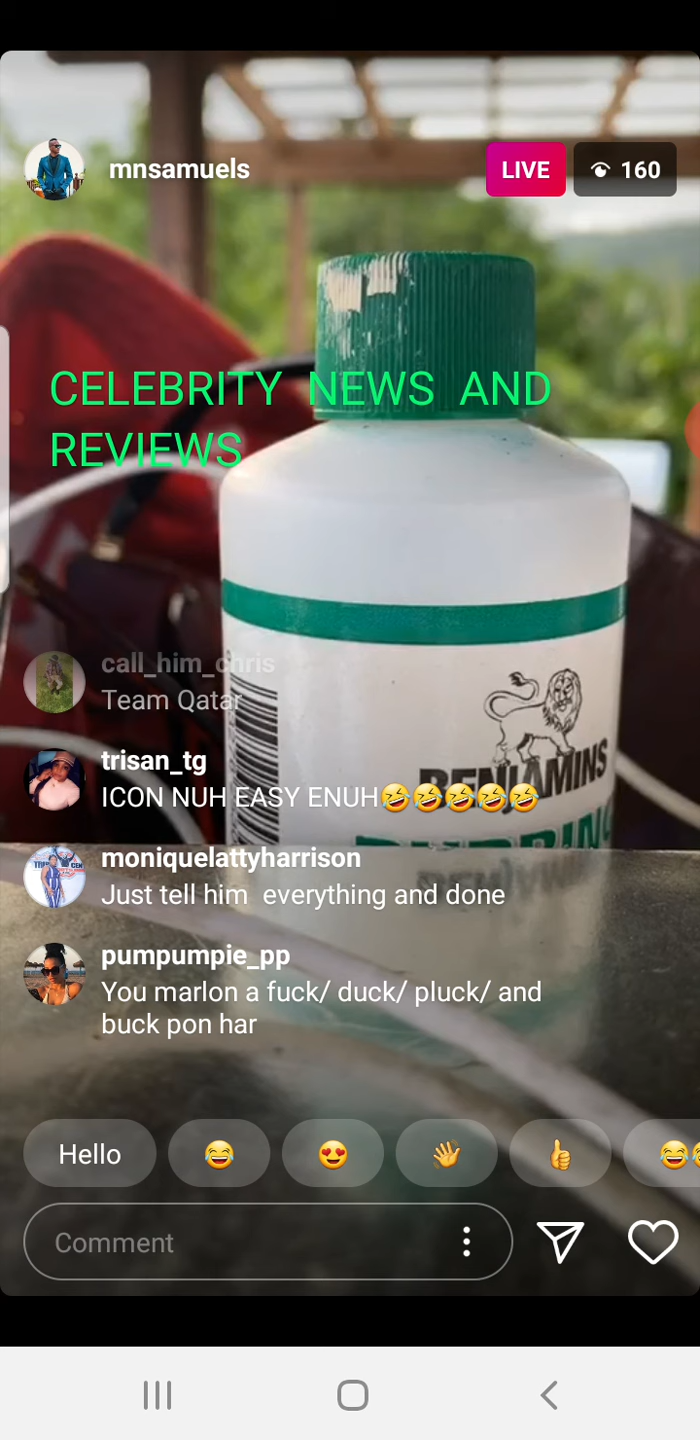 mnsamuels
LIVE
160
CELEBRITY NEWS AND
REVIEWS
call_him_chris
Team Qatar
trisan_tg
ICON NUH EASY ENUH🤣🤣🤣🤣🤣
BENJAMINS
moniquelattyharrison
Just tell him everything and done
pumpumpie_pp
You marlon a fuck/ duck/ pluck/ and
buck pon har
Hello
😂
😍
👋
👍
Comment